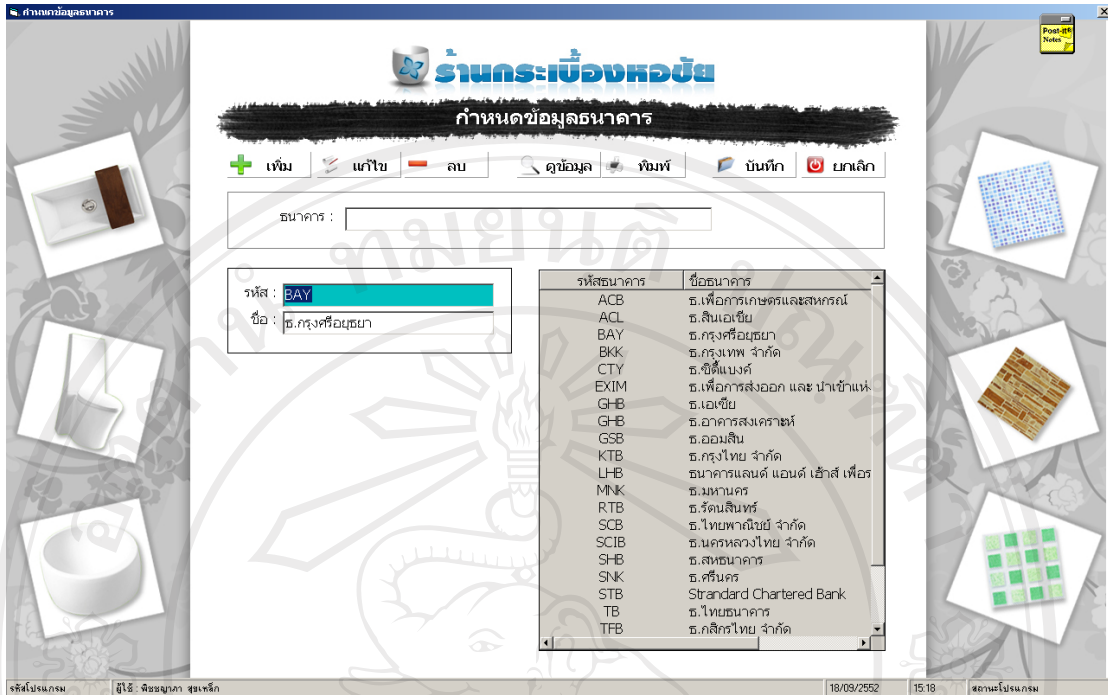 กำหนดข้อมูลธนาคาร
Post-it®
Notes
ร้านกระเบื้องหอชัย
กำหนดข้อมูลธนาคาร
เพิ่ม แก้ไข ลบ ดูข้อมูล พิมพ์ บันทึก ยกเลิก
ธนาคาร :
รหัส : BAY
ชื่อ : ธ.กรุงศรีอยุธยา
รหัสธนาคาร ชื่อธนาคาร
ACB ธ.เพื่อการเกษตรและสหกรณ์
ACL ธ.สินเอเชีย
BAY ธ.กรุงศรีอยุธยา
BKK ธ.กรุงเทพ จำกัด
CTY ธ.ซิตี้แบงค์
EXIM ธ.เพื่อการส่งออก และ นำเข้าแห่
GHB ธ.เอเซีย
GHB ธ.อาคารสงเคราะห์
GSB ธ.ออมสิน
KTB ธ.กรุงไทย จำกัด
LHB ธนาคารแลนด์ แอนด์ เฮ้าส์ เพื่อร
MNK ธ.มหานคร
RTB ธ.รัตนสินทร์
SCB ธ.ไทยพาณิชย์ จำกัด
SCIB ธ.นครหลวงไทย จำกัด
SHB ธ.สหธนาคาร
SNK ธ.ศรีนคร
STB Strandard Chartered Bank
TB ธ.ไทยธนาคาร
TFB ธ.กสิกรไทย จำกัด
รหัสโปรแกรม ผู้ใช้ : พิชชญาภา สุขเหล็ก 18/09/2552 15:18 สถานะโปรแกรม